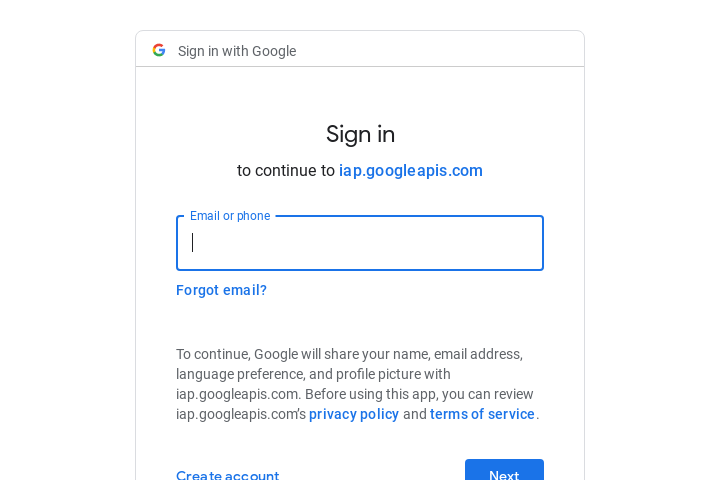 Sign in with Google
Sign in
to continue to iap.googleapis.com
Email or phone
Forgot email?
To continue, Google will share your name, email address,
language preference, and profile picture with
iap.googleapis.com. Before using this app, you can review
iap.googleapis.com’s privacy policy and terms of service.
Create account
Next